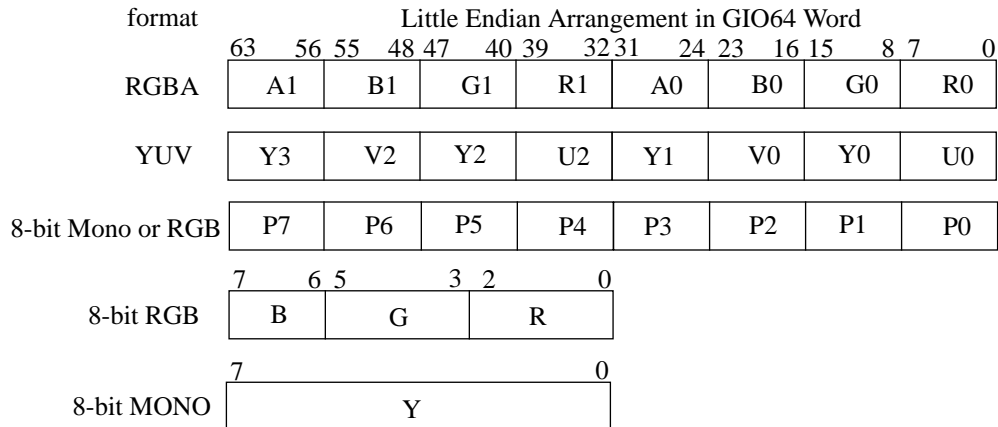 format Little Endian Arrangement in GIO64 Word
63 56 55 48 47 40 39 32 31 24 23 16 15 8 7 0
RGBA A1 B1 G1 R1 A0 B0 G0 R0
YUV Y3 V2 Y2 U2 Y1 V0 Y0 U0
8-bit Mono or RGB P7 P6 P5 P4 P3 P2 P1 P0
7 6 5 3 2 0
8-bit RGB B G R
7 0
8-bit MONO Y